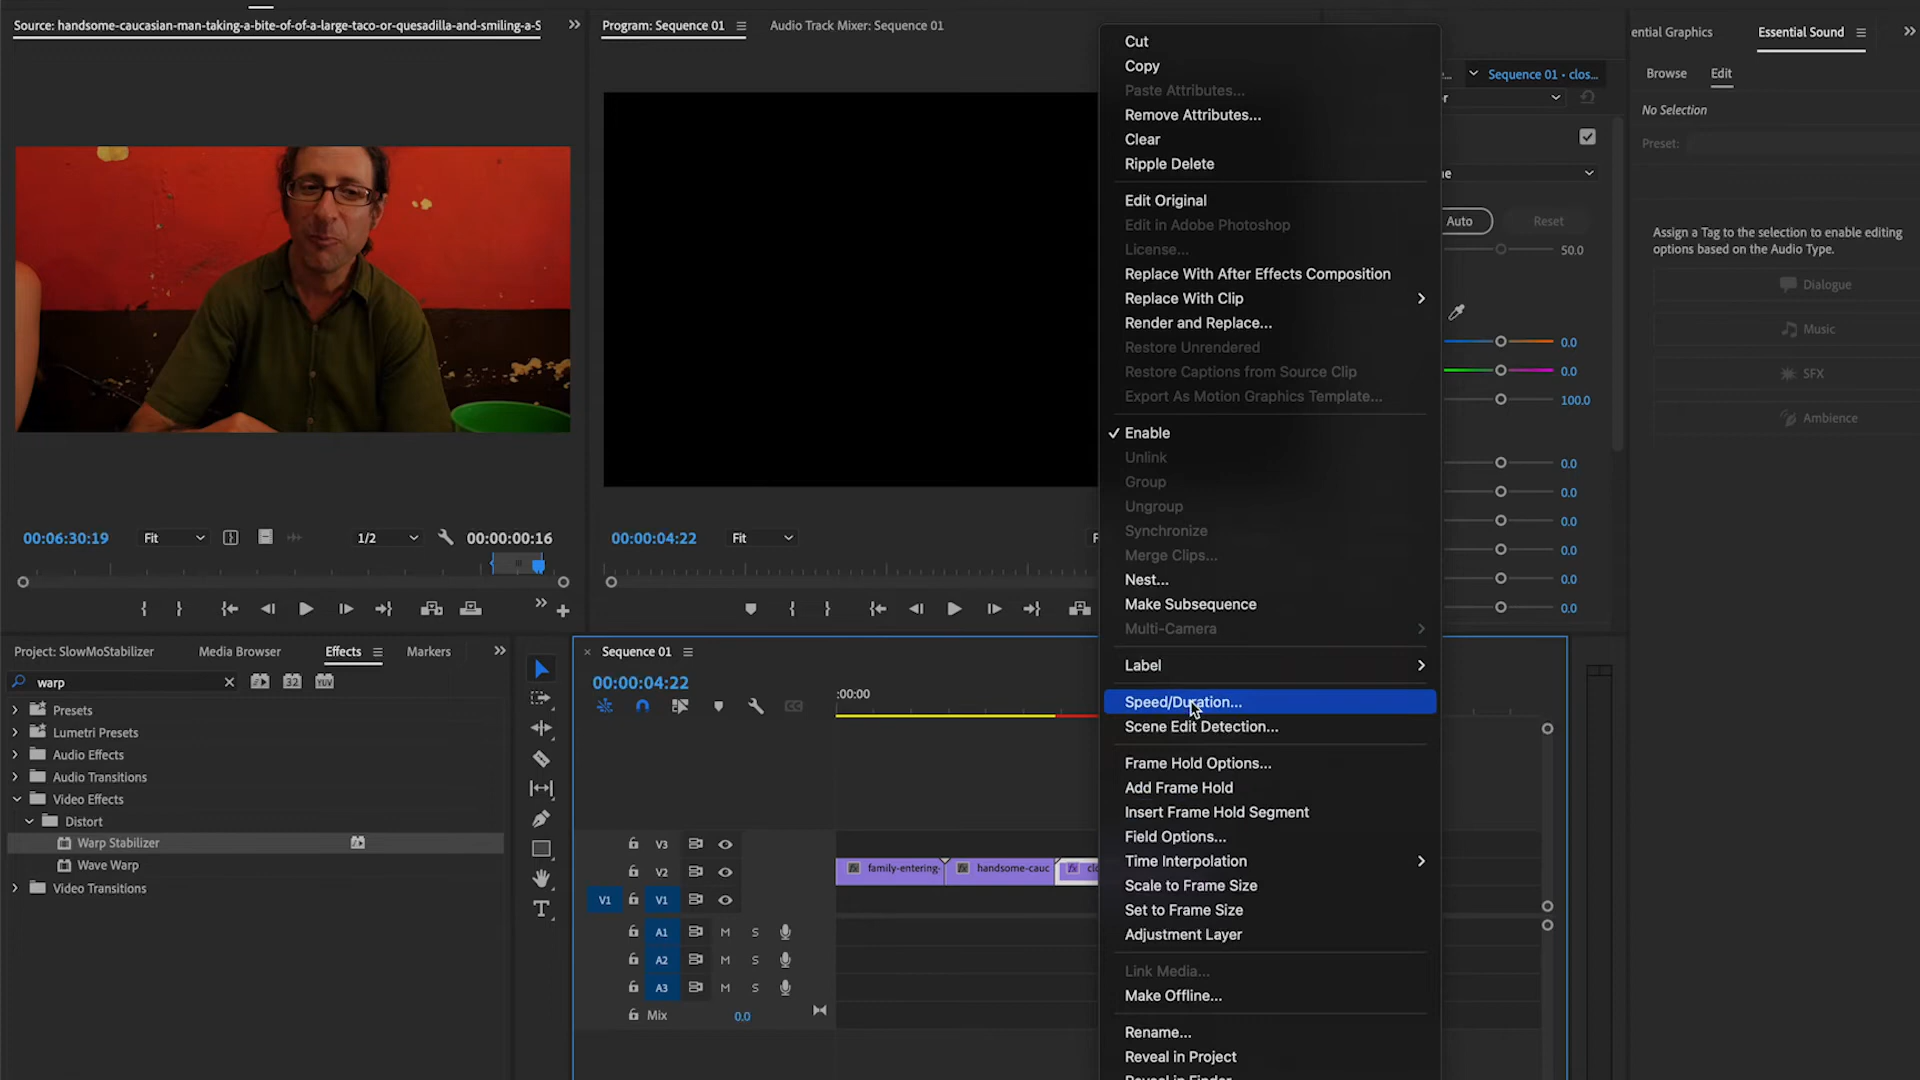 Source: handsome-caucasian-man-taking-a-bite-of-of-a-large-taco-or-quesadilla-and-smiling-a-S
Program: Sequence 01
Audio Track Mixer: Sequence 01
ential Graphics
Essential Sound
Browse
Edit
No Selection
Preset:
Assign a Tag to the selection to enable editing
options based on the Audio Type.
Dialogue
Music
SFX
Ambience
Sequence 01 • clos...
Auto
Reset
50.0
0.0
0.0
100.0
0.0
0.0
0.0
0.0
0.0
0.0
00:06:30:19
Fit
1/2
00:00:00:16
00:00:04:22
Fit
Cut
Copy
Paste Attributes...
Remove Attributes...
Clear
Ripple Delete
Edit Original
Edit in Adobe Photoshop
License...
Replace With After Effects Composition
Replace With Clip
Render and Replace...
Restore Unrendered
Restore Captions from Source Clip
Export As Motion Graphics Template...
Enable
Unlink
Group
Ungroup
Synchronize
Merge Clips...
Nest...
Make Subsequence
Multi-Camera
Label
Speed/Duration...
Scene Edit Detection...
Frame Hold Options...
Add Frame Hold
Insert Frame Hold Segment
Field Options...
Time Interpolation
Scale to Frame Size
Set to Frame Size
Adjustment Layer
Link Media...
Make Offline...
Rename...
Reveal in Project
Reveal in Finder
Project: SlowMoStabilizer
Media Browser
Effects
Markers
warp
32
YUV
Presets
Lumetri Presets
Audio Effects
Audio Transitions
Video Effects
Distort
Warp Stabilizer
Wave Warp
Video Transitions
Sequence 01
00:00:04:22
:00:00
V3
V2
V1 V1
A1 M S
A2 M S
A3 M S
Mix 0.0
family-entering-
handsome-cauc
clo